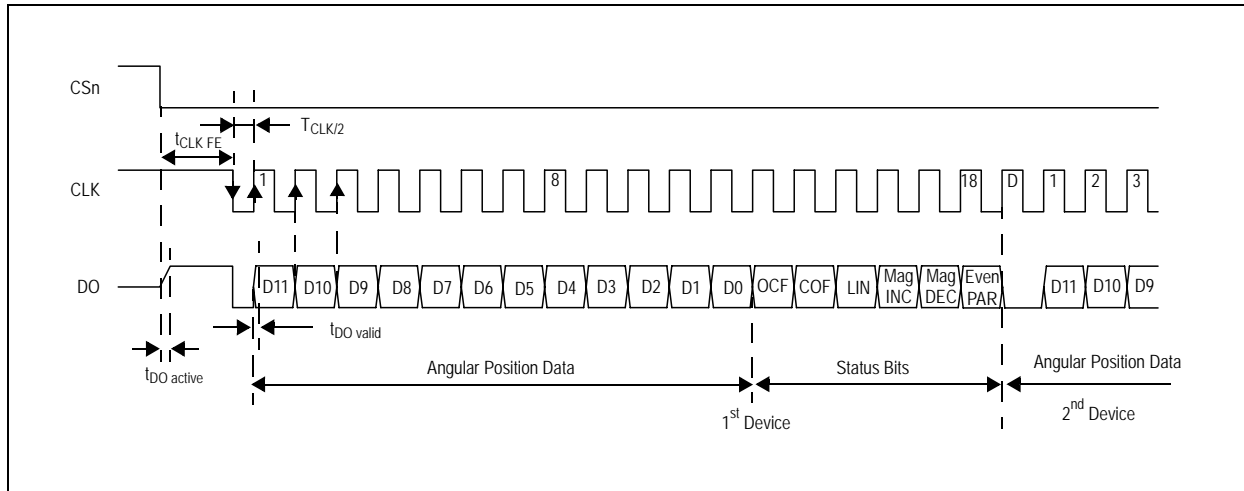 CSn
TCLK/2
tCLK FE
CLK
1
8
18
D
1
2
3
DO
D11
D10
D9
D8
D7
D6
D5
D4
D3
D2
D1
D0
OCF
COF
LIN
Mag INC
Mag DEC
Even PAR
D11
D10
D9
tDO valid
tDO active
Angular Position Data
Status Bits
Angular Position Data
1st Device
2nd Device